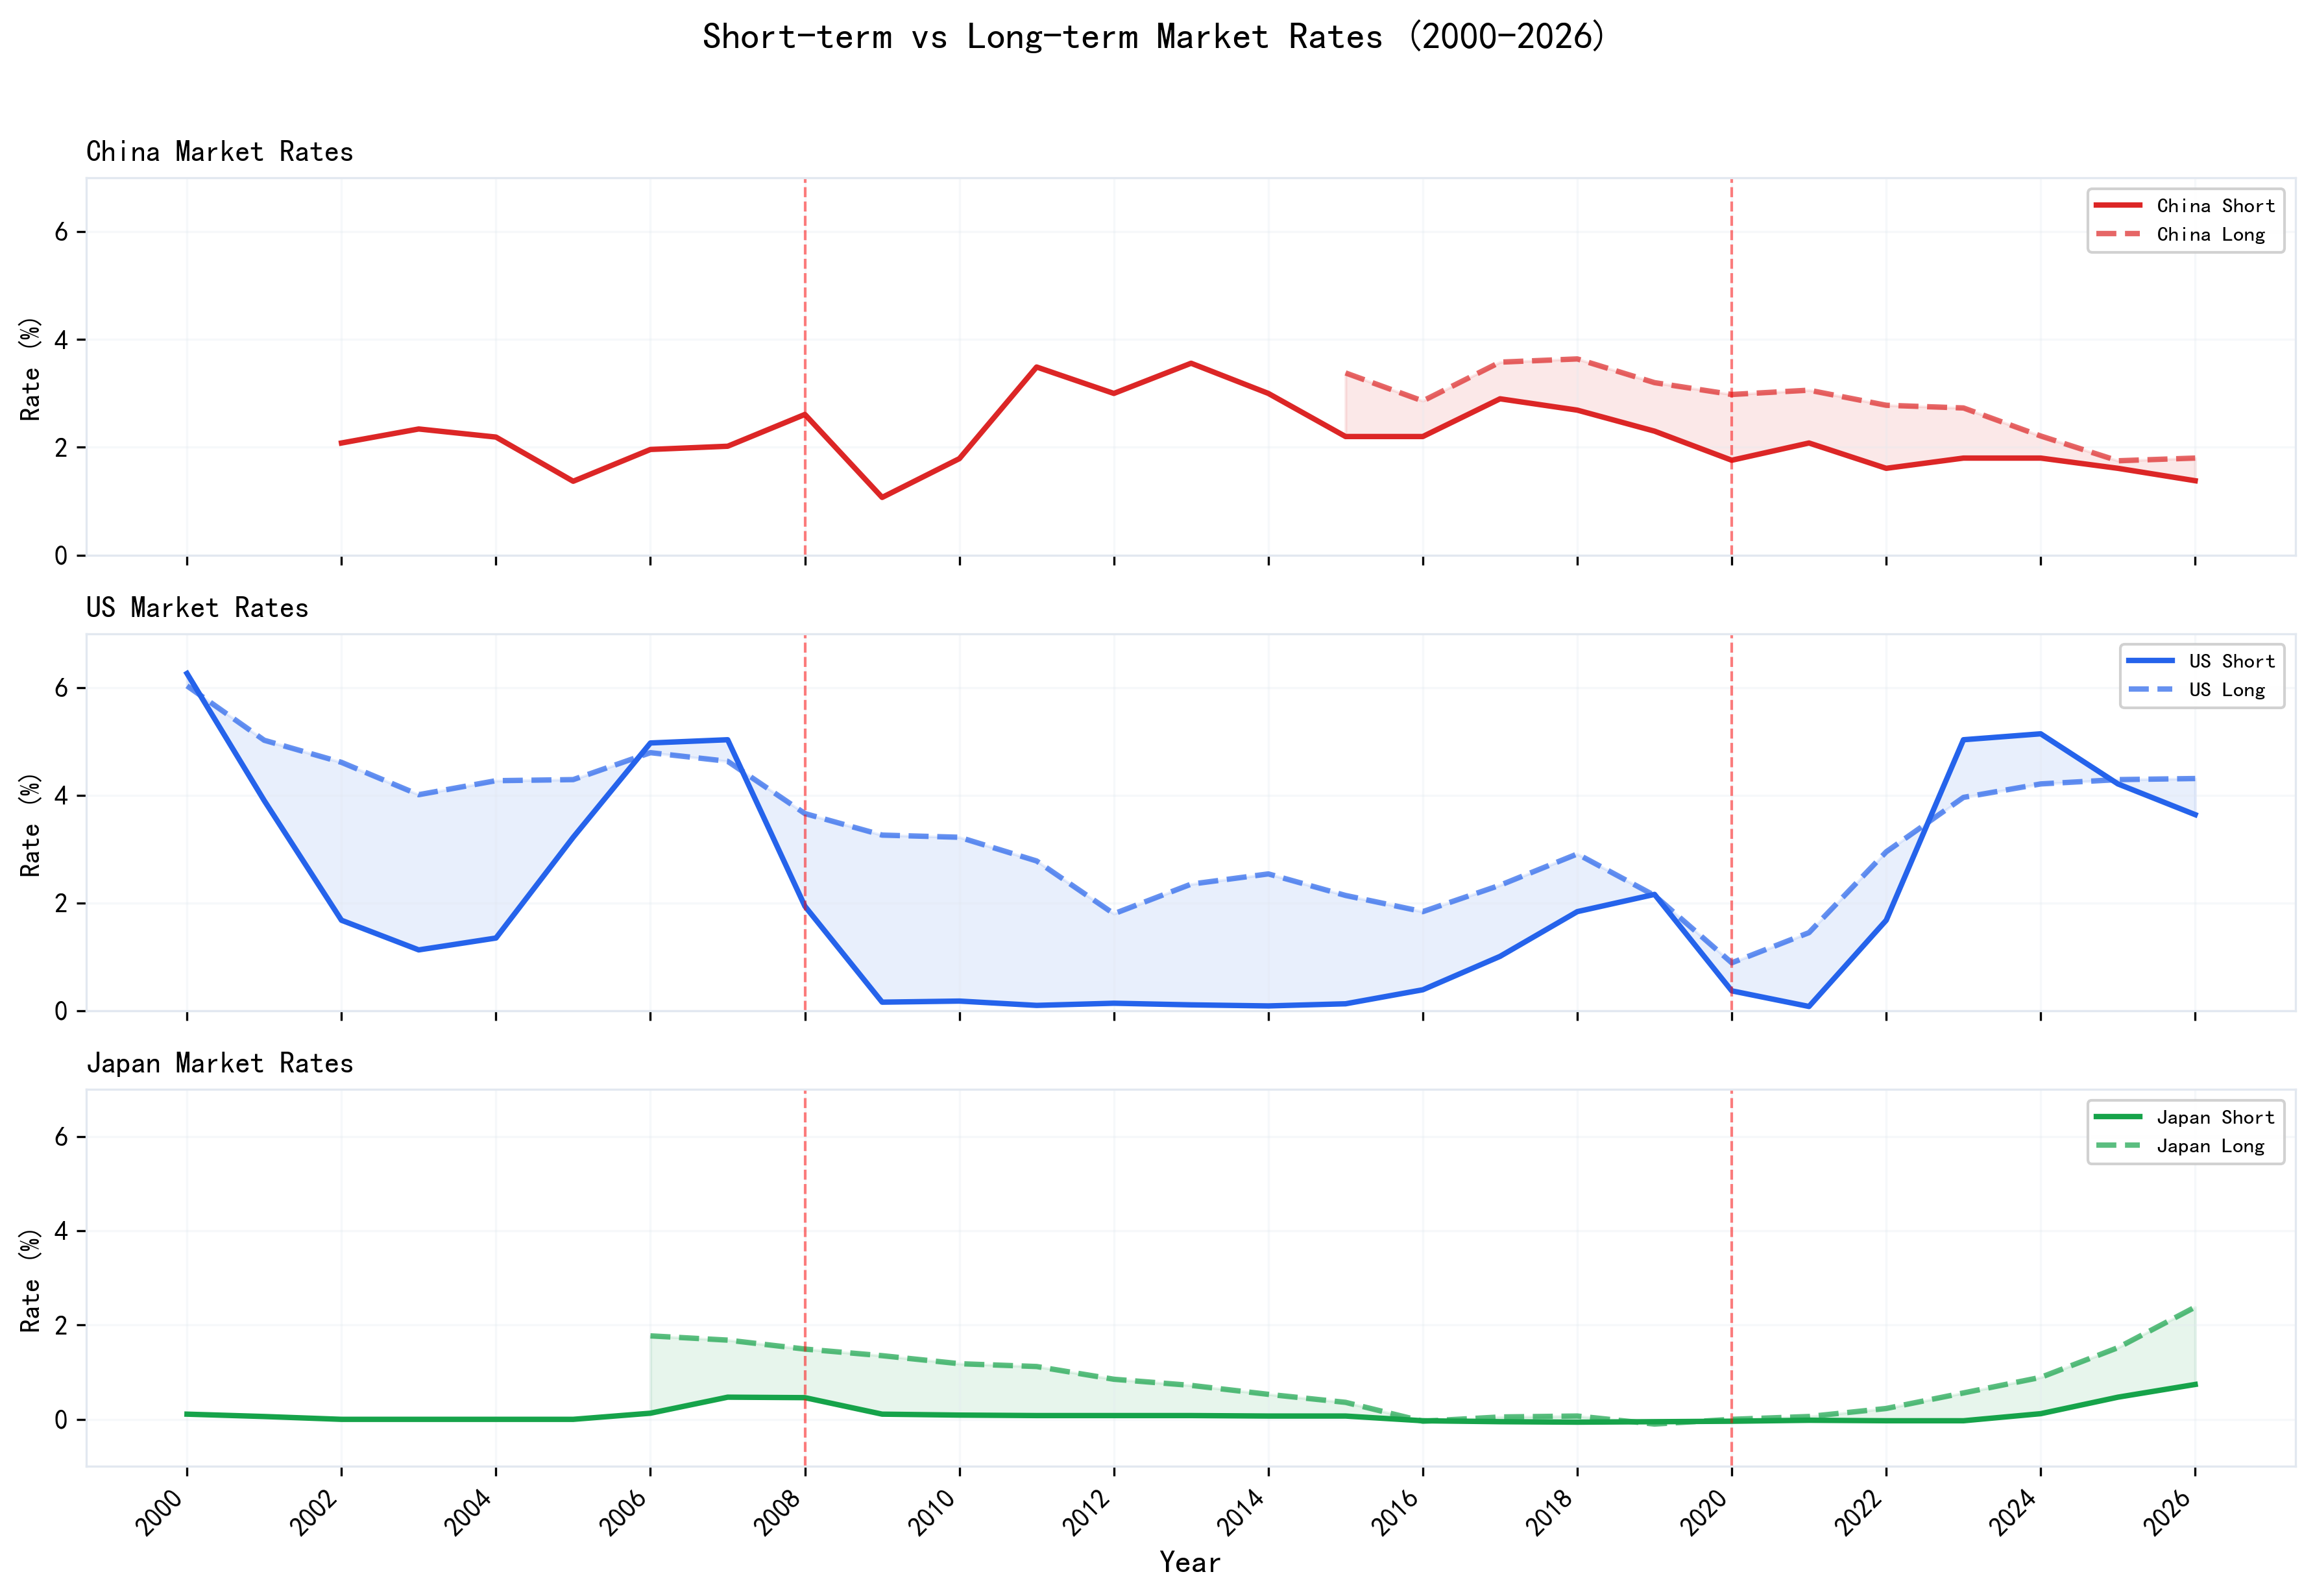 Short-term vs Long-term Market Rates (2000-2026)
China Market Rates
Rate (%)
6
4
2
0
China Short
China Long
US Market Rates
Rate (%)
6
4
2
0
US Short
US Long
Japan Market Rates
Rate (%)
6
4
2
0
Japan Short
Japan Long
2000 2002 2004 2006 2008 2010 2012 2014 2016 2018 2020 2022 2024 2026
Year